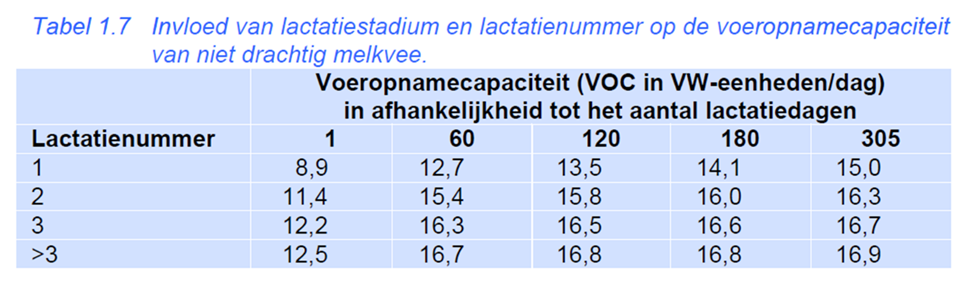 Tabel 1.7 Invloed van lactatiestadium en lactatienummer op de voeropnamecapaciteit
van niet drachtig melkvee.
Voeropnamecapaciteit (VOC in VW-eenheden/dag)
in afhankelijkheid tot het aantal lactatiedagen
Lactatienummer 1 60 120 180 305
1 8,9 12,7 13,5 14,1 15,0
2 11,4 15,4 15,8 16,0 16,3
3 12,2 16,3 16,5 16,6 16,7
>3 12,5 16,7 16,8 16,8 16,9